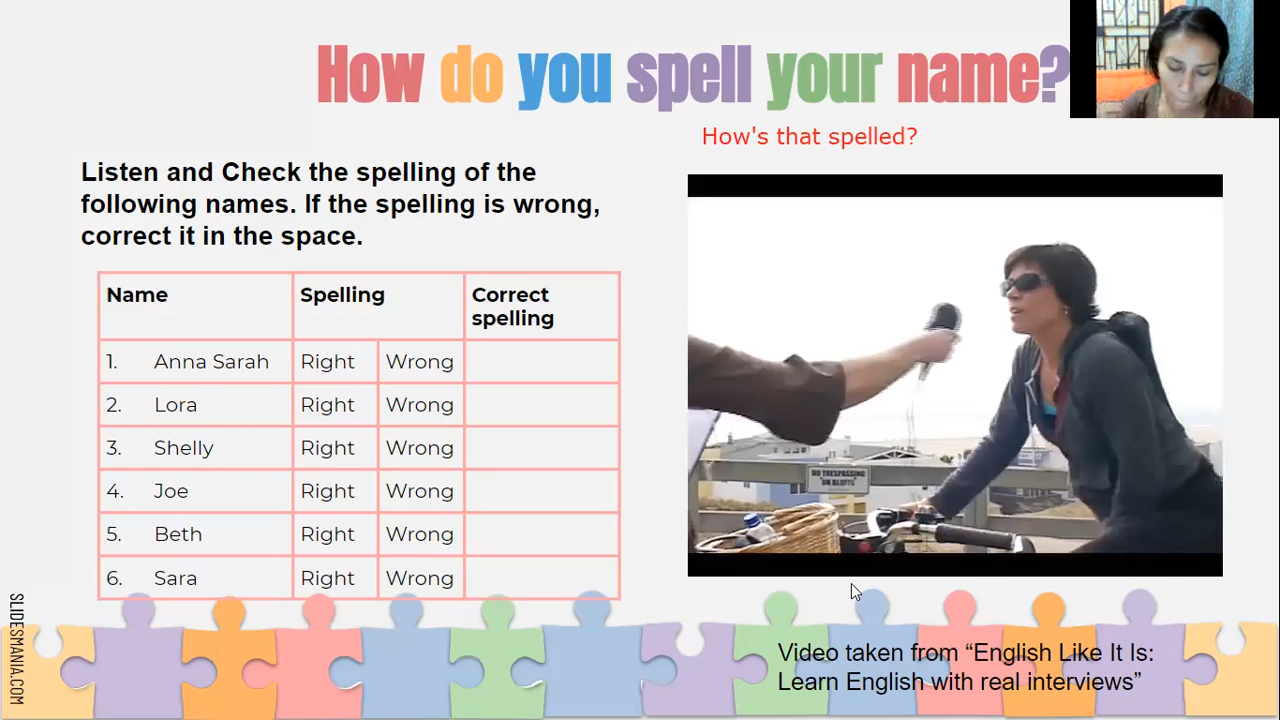 How do you spell your name?
How's that spelled?
Listen and Check the spelling of the
following names. If the spelling is wrong,
correct it in the space.
Name Spelling Correct spelling
1. Anna Sarah Right Wrong
2. Lora Right Wrong
3. Shelly Right Wrong
4. Joe Right Wrong
5. Beth Right Wrong
6. Sara Right Wrong
NO TRESPASSING
ON BLUFFS
Video taken from “English Like It Is:
Learn English with real interviews”
SLIDESMANIA.COM